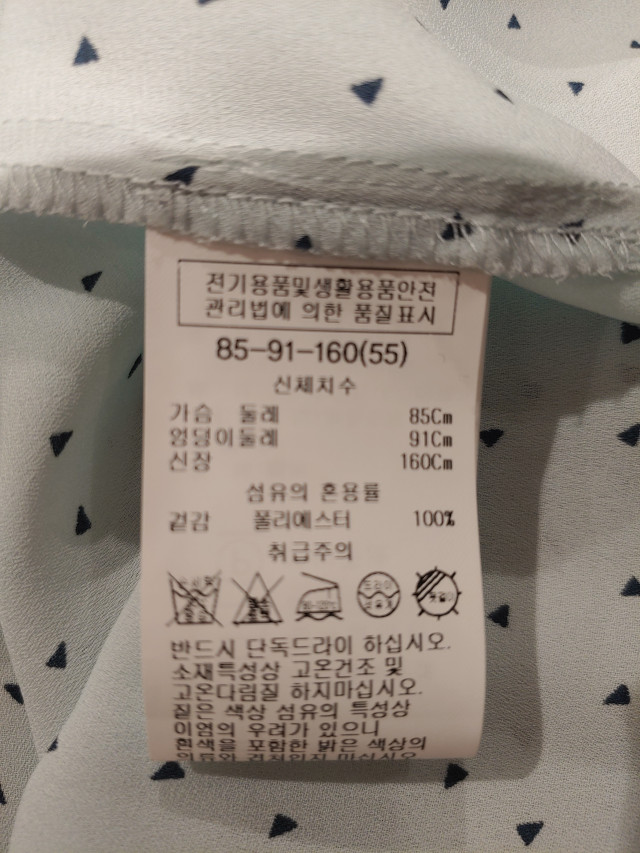 전기용품및생활용품안전
관리법에 의한 품질표시
85-91-160(55)
신체치수
가슴 둘레 85Cm
엉덩이둘레 91Cm
신장 160Cm
섬유의 혼용률
겉감 폴리에스터 100%
취급주의
드라이
반드시 단독드라이 하십시오.
소재특성상 고온건조 및
고온다림질 하지마십시오.
짙은 색상 섬유의 특성상
이염의 우려가 있으니
흰색을 포함한 밝은 색상의